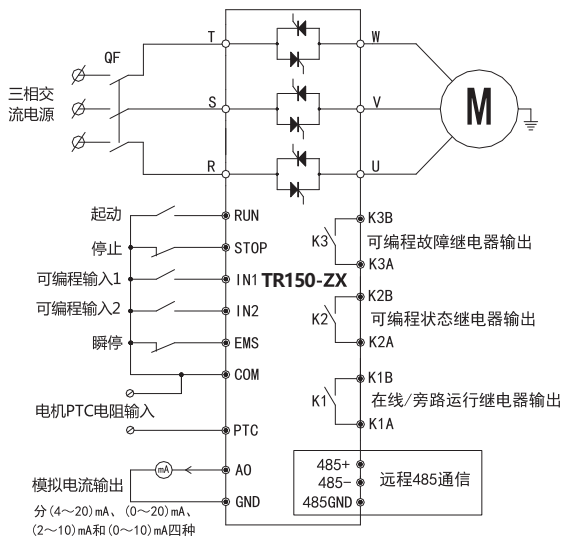 T
W
QF
三相交
流电源
S
V
M
R
U
起动
RUN
K3B
停止
STOP
K3
可编程故障继电器输出
可编程输入1
IN1
TR150-ZX
K3A
可编程输入2
IN2
K2B
K2
可编程状态继电器输出
瞬停
EMS
K2A
COM
K1B
电机PTC电阻输入
K1
在线/旁路运行继电器输出
PTC
K1A
mA
AO
485+
模拟电流输出
485-
远程485通信
GND
485GND
分(4～20)mA、(0～20)mA、
(2～10)mA和(0～10)mA四种